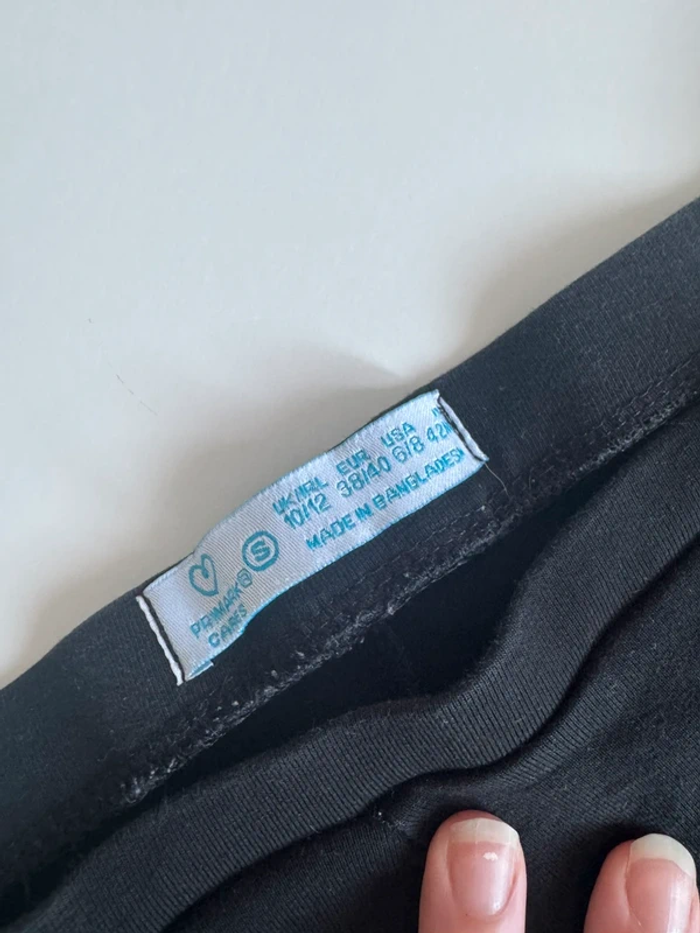 PRIMARK®
CARES
S
UK/IRL EUR USA
10/12 38/40 6/8
MADE IN BANGLADESH